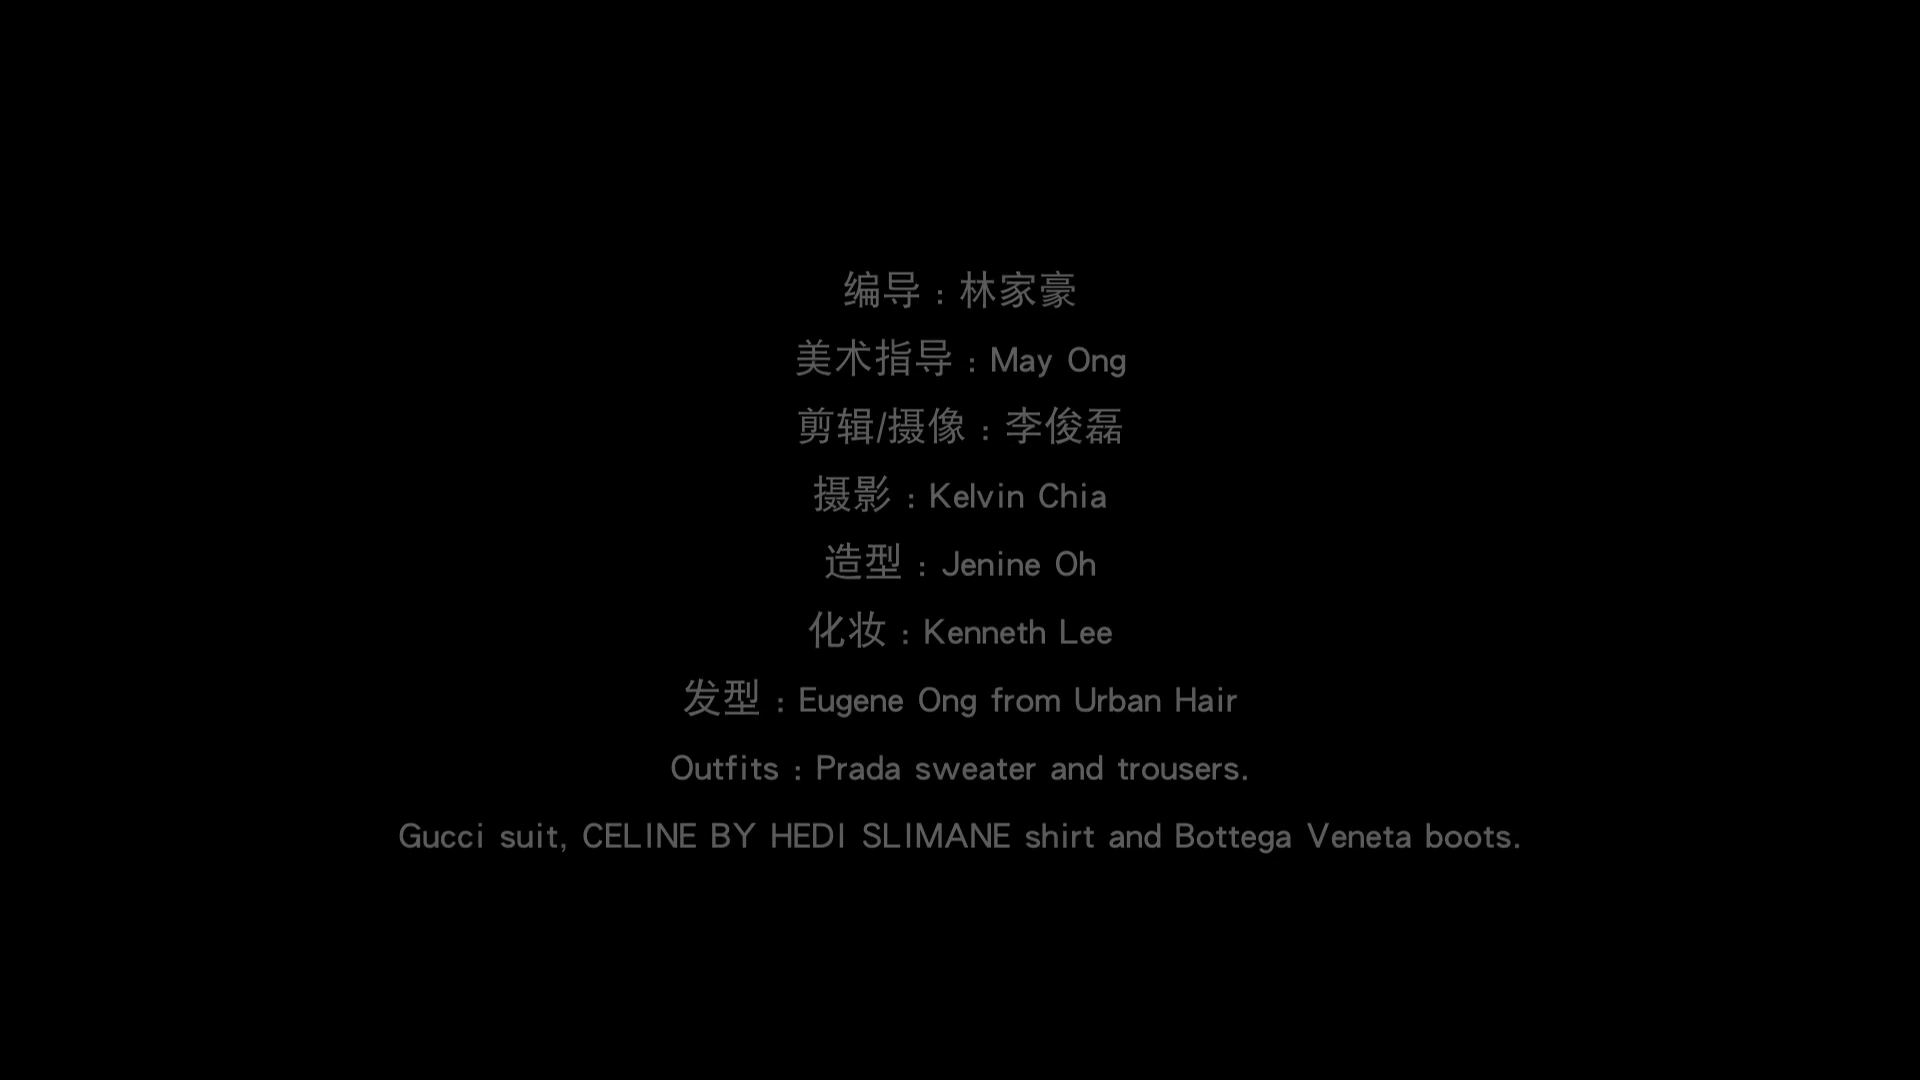 编导 : 林家豪
美术指导 : May Ong
剪辑/摄像 : 李俊磊
摄影 : Kelvin Chia
造型 : Jenine Oh
化妆 : Kenneth Lee
发型 : Eugene Ong from Urban Hair
Outfits : Prada sweater and trousers.
Gucci suit, CELINE BY HEDI SLIMANE shirt and Bottega Veneta boots.